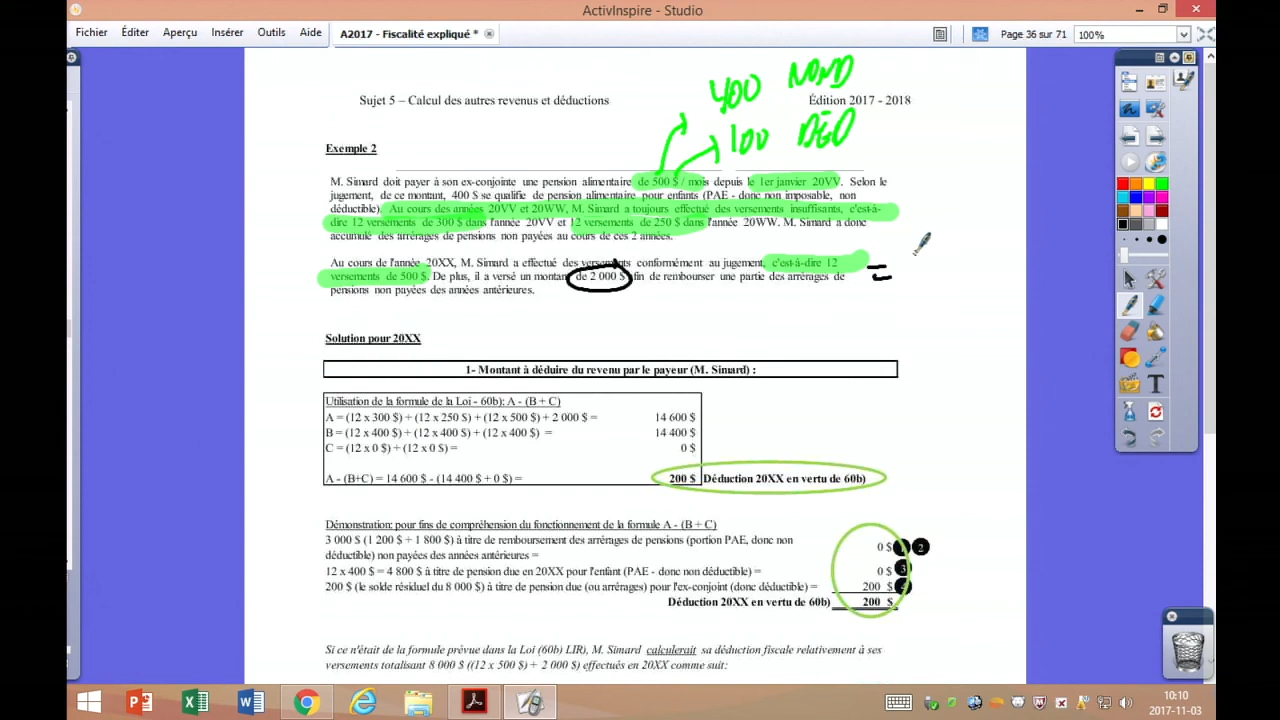 ActivInspire - Studio
Fichier Éditer Aperçu Insérer Outils Aide A2017 - Fiscalité expliqué * Page 36 sur 71 100%
400 NOND
Sujet 5 – Calcul des autres revenus et déductions Édition 2017 - 2018
100 DÉD
Exemple 2
M. Simard doit payer à son ex-conjointe une pension alimentaire de 500 $ / mois depuis le 1er janvier 20VV. Selon le
jugement, de ce montant, 400 $ se qualifie de pension alimentaire pour enfants (PAE - donc non imposable, non
déductible). Au cours des années 20VV et 20WW, M. Simard a toujours effectué des versements insuffisants, c'est-à-
dire 12 versements de 300 $ dans l'année 20VV et 12 versements de 250 $ dans l'année 20WW. M. Simard a donc
accumulé des arrérages de pensions non payées au cours de ces 2 années.
Au cours de l'année 20XX, M. Simard a effectué des versements conformément au jugement, c'est-à-dire 12
versements de 500 $. De plus, il a versé un montant de 2 000 $ afin de rembourser une partie des arrérages de =
pensions non payées des années antérieures.
Solution pour 20XX
1- Montant à déduire du revenu par le payeur (M. Simard) :
Utilisation de la formule de la Loi - 60b): A - (B + C)
A = (12 x 300 $) + (12 x 250 $) + (12 x 500 $) + 2 000 $ = 14 600 $
B = (12 x 400 $) + (12 x 400 $) + (12 x 400 $) = 14 400 $
C = (12 x 0 $) + (12 x 0 $) = 0 $
A - (B+C) = 14 600 $ - (14 400 $ + 0 $) = 200 $ Déduction 20XX en vertu de 60b)
Démonstration: pour fins de compréhension du fonctionnement de la formule A - (B + C)
3 000 $ (1 200 $ + 1 800 $) à titre de remboursement des arrérages de pensions (portion PAE, donc non
déductible) non payées des années antérieures = 0 $ 1 2
12 x 400 $ = 4 800 $ à titre de pension due en 20XX pour l'enfant (PAE - donc non déductible) = 0 $ 3
200 $ (le solde résiduel du 8 000 $) à titre de pension due (ou arrérages) pour l'ex-conjoint (donc déductible) = 200 $ 4
Déduction 20XX en vertu de 60b) 200 $
Si ce n'était de la formule prévue dans la Loi (60b) LIR), M. Simard calculerait sa déduction fiscale relativement à ses
versements totalisant 8 000 $ ((12 x 500 $) + 2 000 $) effectués en 20XX comme suit:
10:10
2017-11-03